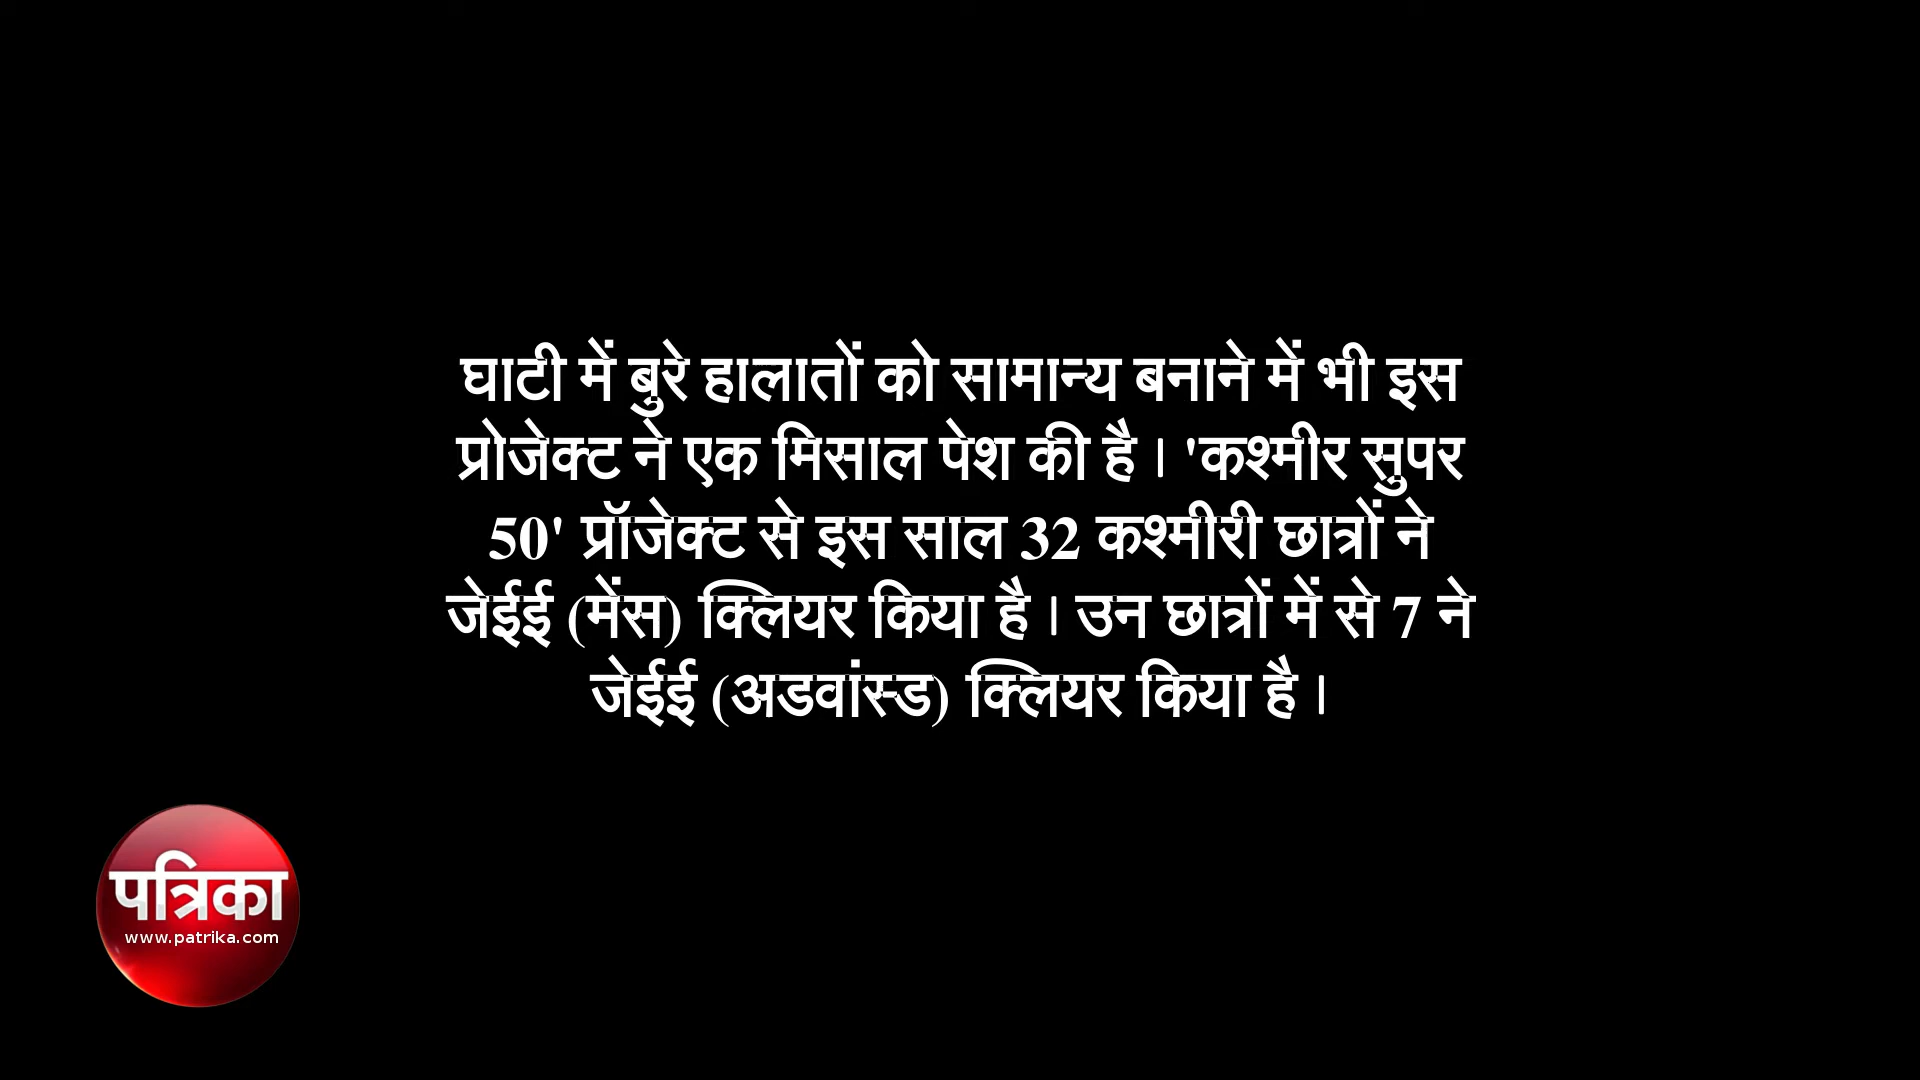 घाटी में बुरे हालातों को सामान्य बनाने में भी इस
प्रोजेक्ट ने एक मिसाल पेश की है। 'कश्मीर सुपर
50' प्रॉजेक्ट से इस साल 32 कश्मीरी छात्रों ने
जेईई (मेंस) क्लियर किया है। उन छात्रों में से 7 ने
जेईई (अडवांस्ड) क्लियर किया है।
पत्रिका
www.patrika.com